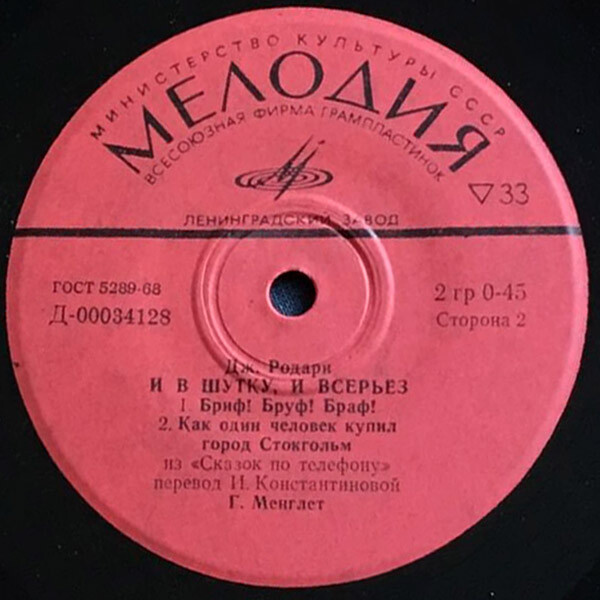 МИНИСТЕРСТВО КУЛЬТУРЫ СССР
МЕЛОДИЯ
ВСЕСОЮЗНАЯ ФИРМА ГРАМПЛАСТИНОК
▽ 33
ЛЕНИНГРАДСКИЙ ЗАВОД
ГОСТ 5289-68
Д-00034128
2 гр 0-45
Сторона 2
Дж. Родари
И В ШУТКУ, И ВСЕРЬЕЗ
1. Бриф! Бруф! Браф!
2. Как один человек купил
город Стокгольм
из «Сказок по телефону»
перевод И. Константиновой
Г. Менглет